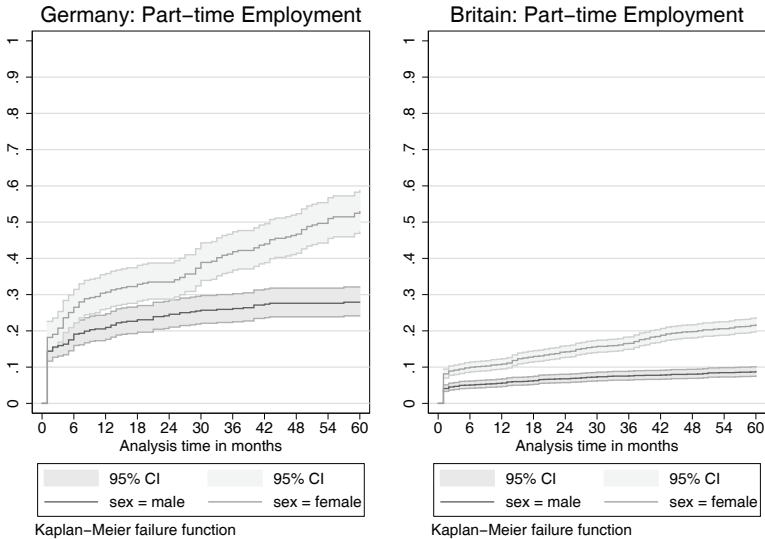 Germany: Part−time Employment
1
.9
.8
.7
.6
.5
.4
.3
.2
.1
0
0 6 12 18 24 30 36 42 48 54 60
Analysis time in months
95% CI 95% CI
sex = male sex = female
Kaplan−Meier failure function
Britain: Part−time Employment
1
.9
.8
.7
.6
.5
.4
.3
.2
.1
0
0 6 12 18 24 30 36 42 48 54 60
Analysis time in months
95% CI 95% CI
sex = male sex = female
Kaplan−Meier failure function